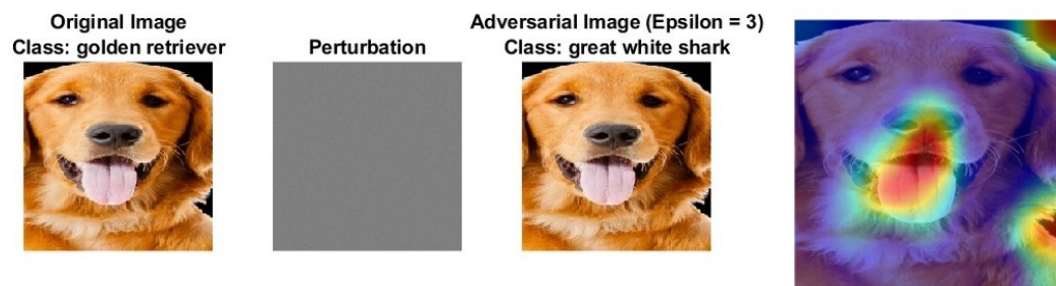 Original Image
Class: golden retriever
Perturbation
Adversarial Image (Epsilon = 3)
Class: great white shark